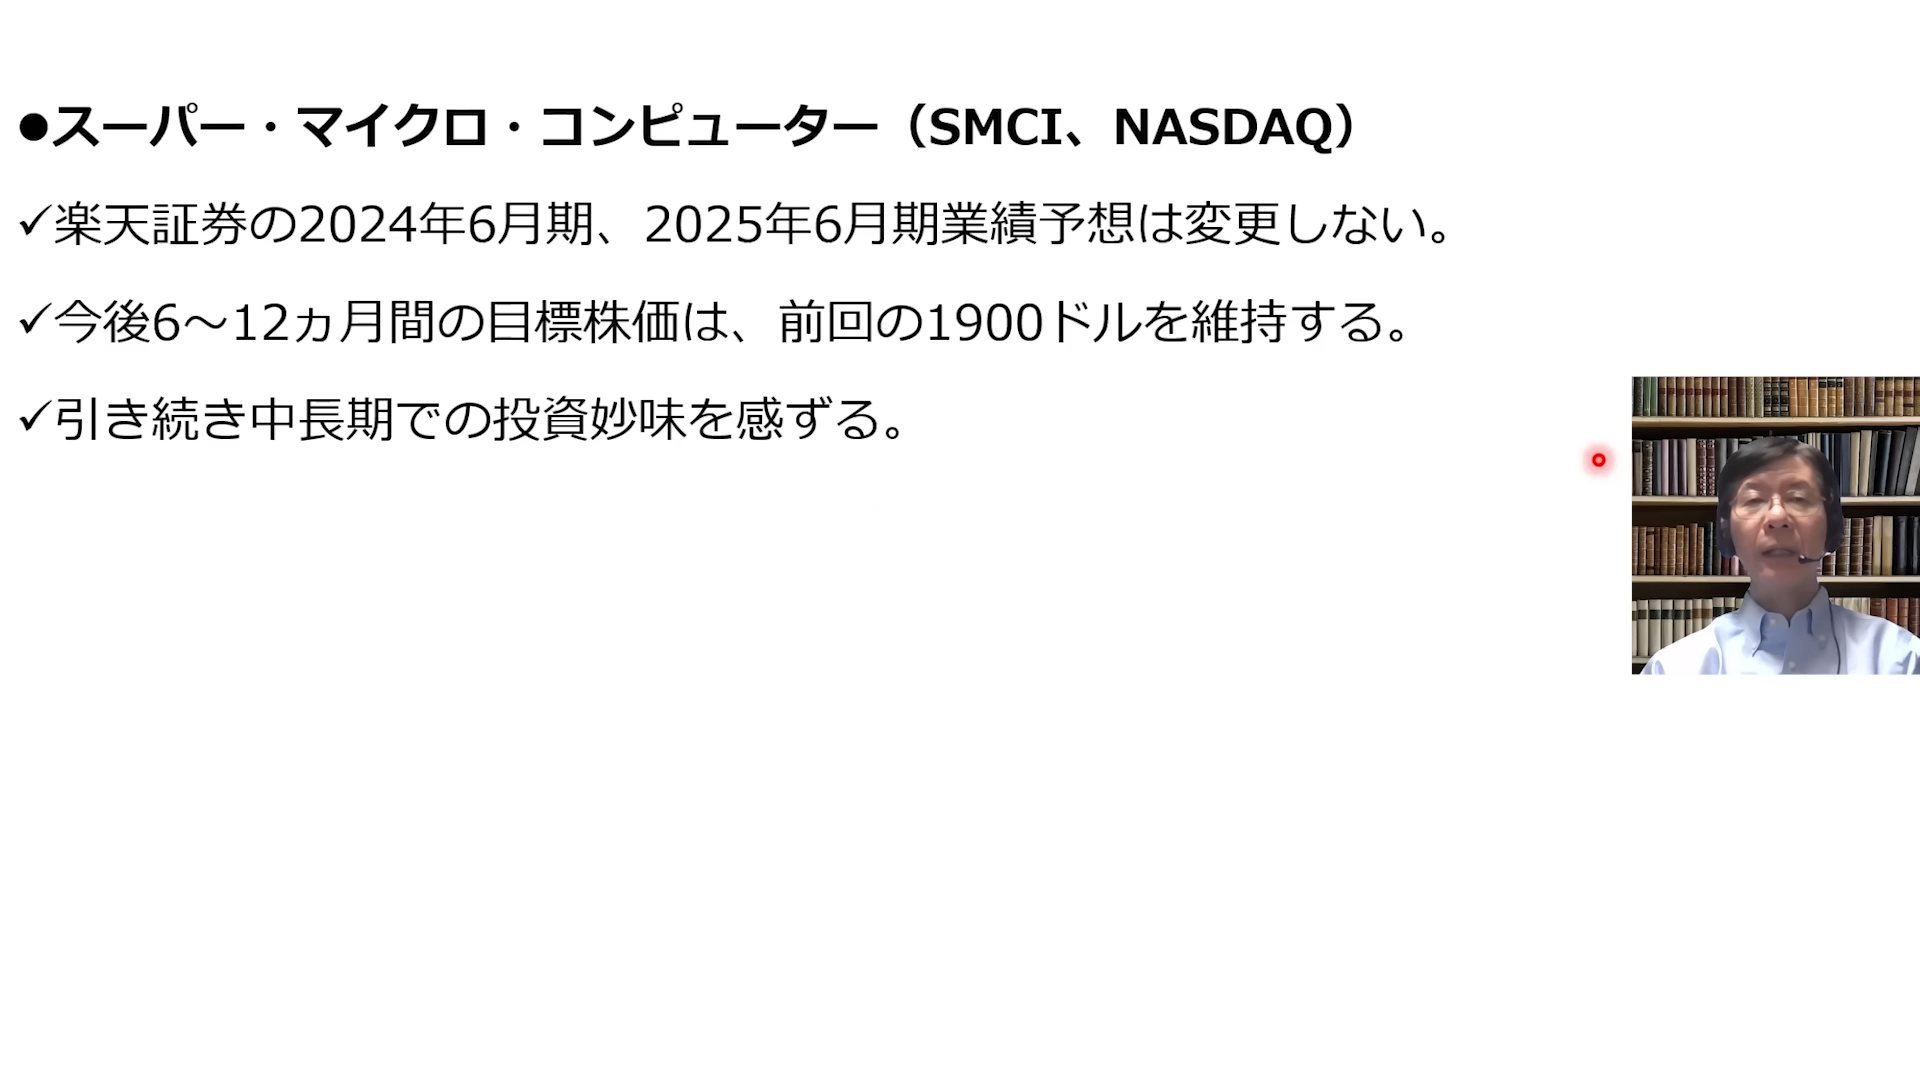 ●スーパー・マイクロ・コンピューター（SMCI、NASDAQ）
✓楽天証券の2024年6月期、2025年6月期業績予想は変更しない。
✓今後6～12ヵ月間の目標株価は、前回の1900ドルを維持する。
✓引き続き中長期での投資妙味を感ずる。